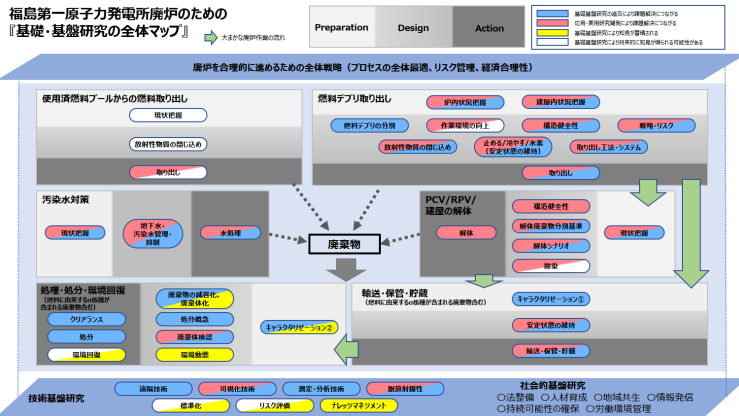 福島第一原子力発電所廃炉のための
『基礎・基盤研究の全体マップ』
大まかな廃炉作業の流れ
Preparation
Design
Action
基礎基盤研究の追及により課題解決につながる
応用・実用研究開発により課題解決につながる
基礎基盤研究により知見が蓄積される
基礎基盤研究により将来的に知見が得られる可能性がある
廃炉を合理的に進めるための全体戦略（プロセスの全体最適、リスク管理、経済合理性）
使用済燃料プールからの燃料取り出し
現状把握
放射性物質の閉じ込め
取り出し
燃料デブリ取り出し
炉内状況把握
建屋内状況把握
燃料デブリの分別
作業環境の向上
構造健全性
戦略・リスク
放射性物質の閉じ込め
止める/冷やす/水素
（安定状態の維持）
取り出し工法・システム
取り出し
汚染水対策
現状把握
地下水・
汚染水管理・
抑制
水処理
廃棄物
PCV/RPV/
建屋の解体
解体
構造健全性
解体廃棄物分別基準
解体シナリオ
除染
現状把握
処理・処分・環境回復
（燃料に由来するα核種が
含まれる廃棄物含む）
クリアランス
処分
環境回復
廃棄物の減容化、
廃棄体化
処分概念
廃棄体検認
環境動態
キャラクタリゼーション②
輸送・保管・貯蔵
（燃料に由来するα核種が含まれる廃棄物含む）
キャラクタリゼーション①
安定状態の維持
輸送・保管・貯蔵
技術基盤研究
遠隔技術
可視化技術
測定・分析技術
耐放射線性
標準化
リスク評価
ナレッジマネジメント
社会的基盤研究
○法整備 ○人材育成 ○地域共生 ○情報発信
○持続可能性の確保 ○労働環境管理